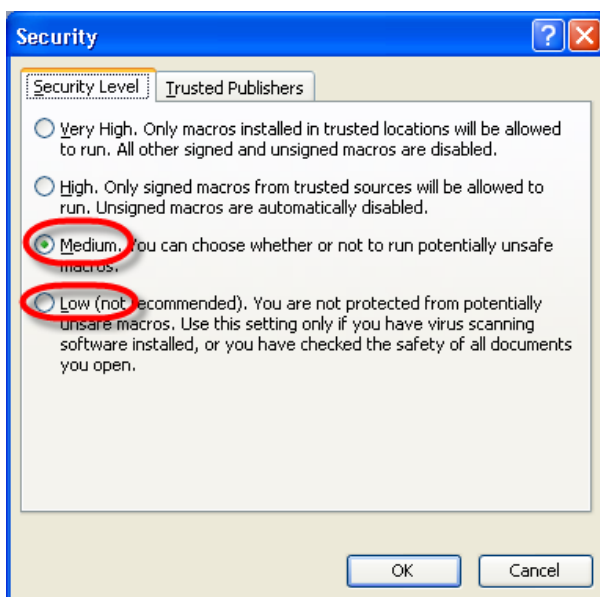 Security
Security Level
Trusted Publishers
Very High. Only macros installed in trusted locations will be allowed
to run. All other signed and unsigned macros are disabled.
High. Only signed macros from trusted sources will be allowed to
run. Unsigned macros are automatically disabled.
Medium. You can choose whether or not to run potentially unsafe
macros.
Low (not recommended). You are not protected from potentially
unsafe macros. Use this setting only if you have virus scanning
software installed, or you have checked the safety of all documents
you open.
OK
Cancel